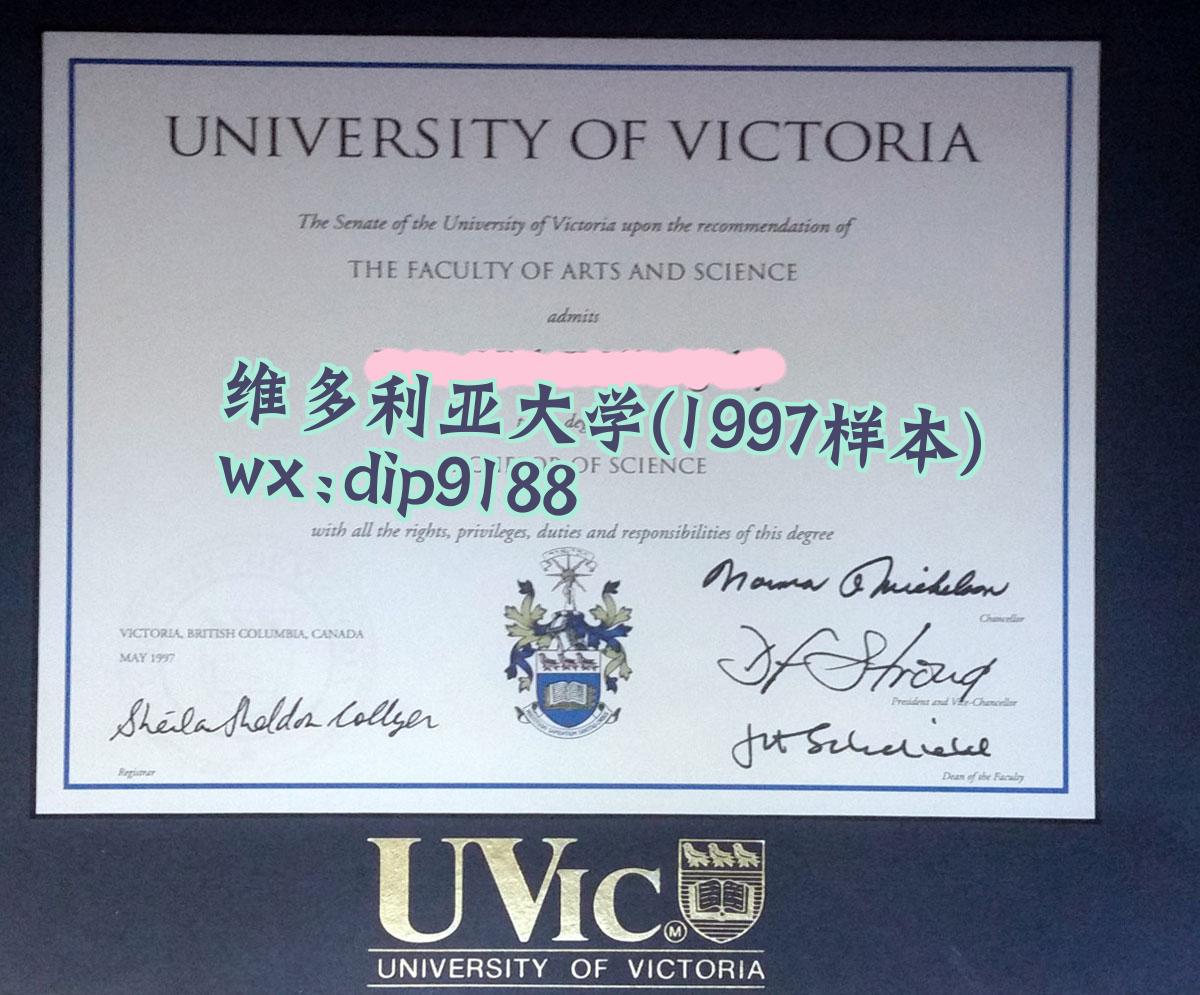 UNIVERSITY OF VICTORIA
The Senate of the University of Victoria upon the recommendation of
THE FACULTY OF ARTS AND SCIENCE
admits
维多利亚大学(1997样本)
wx:dip9188
OF SCIENCE
with all the rights, privileges, duties and responsibilities of this degree
VICTORIA, BRITISH COLUMBIA, CANADA
MAY 1997
Chancellor
President and Vice-Chancellor
Sheila Sheldon Collyer
Registrar
Dean of the Faculty
UVIC
M
UNIVERSITY OF VICTORIA